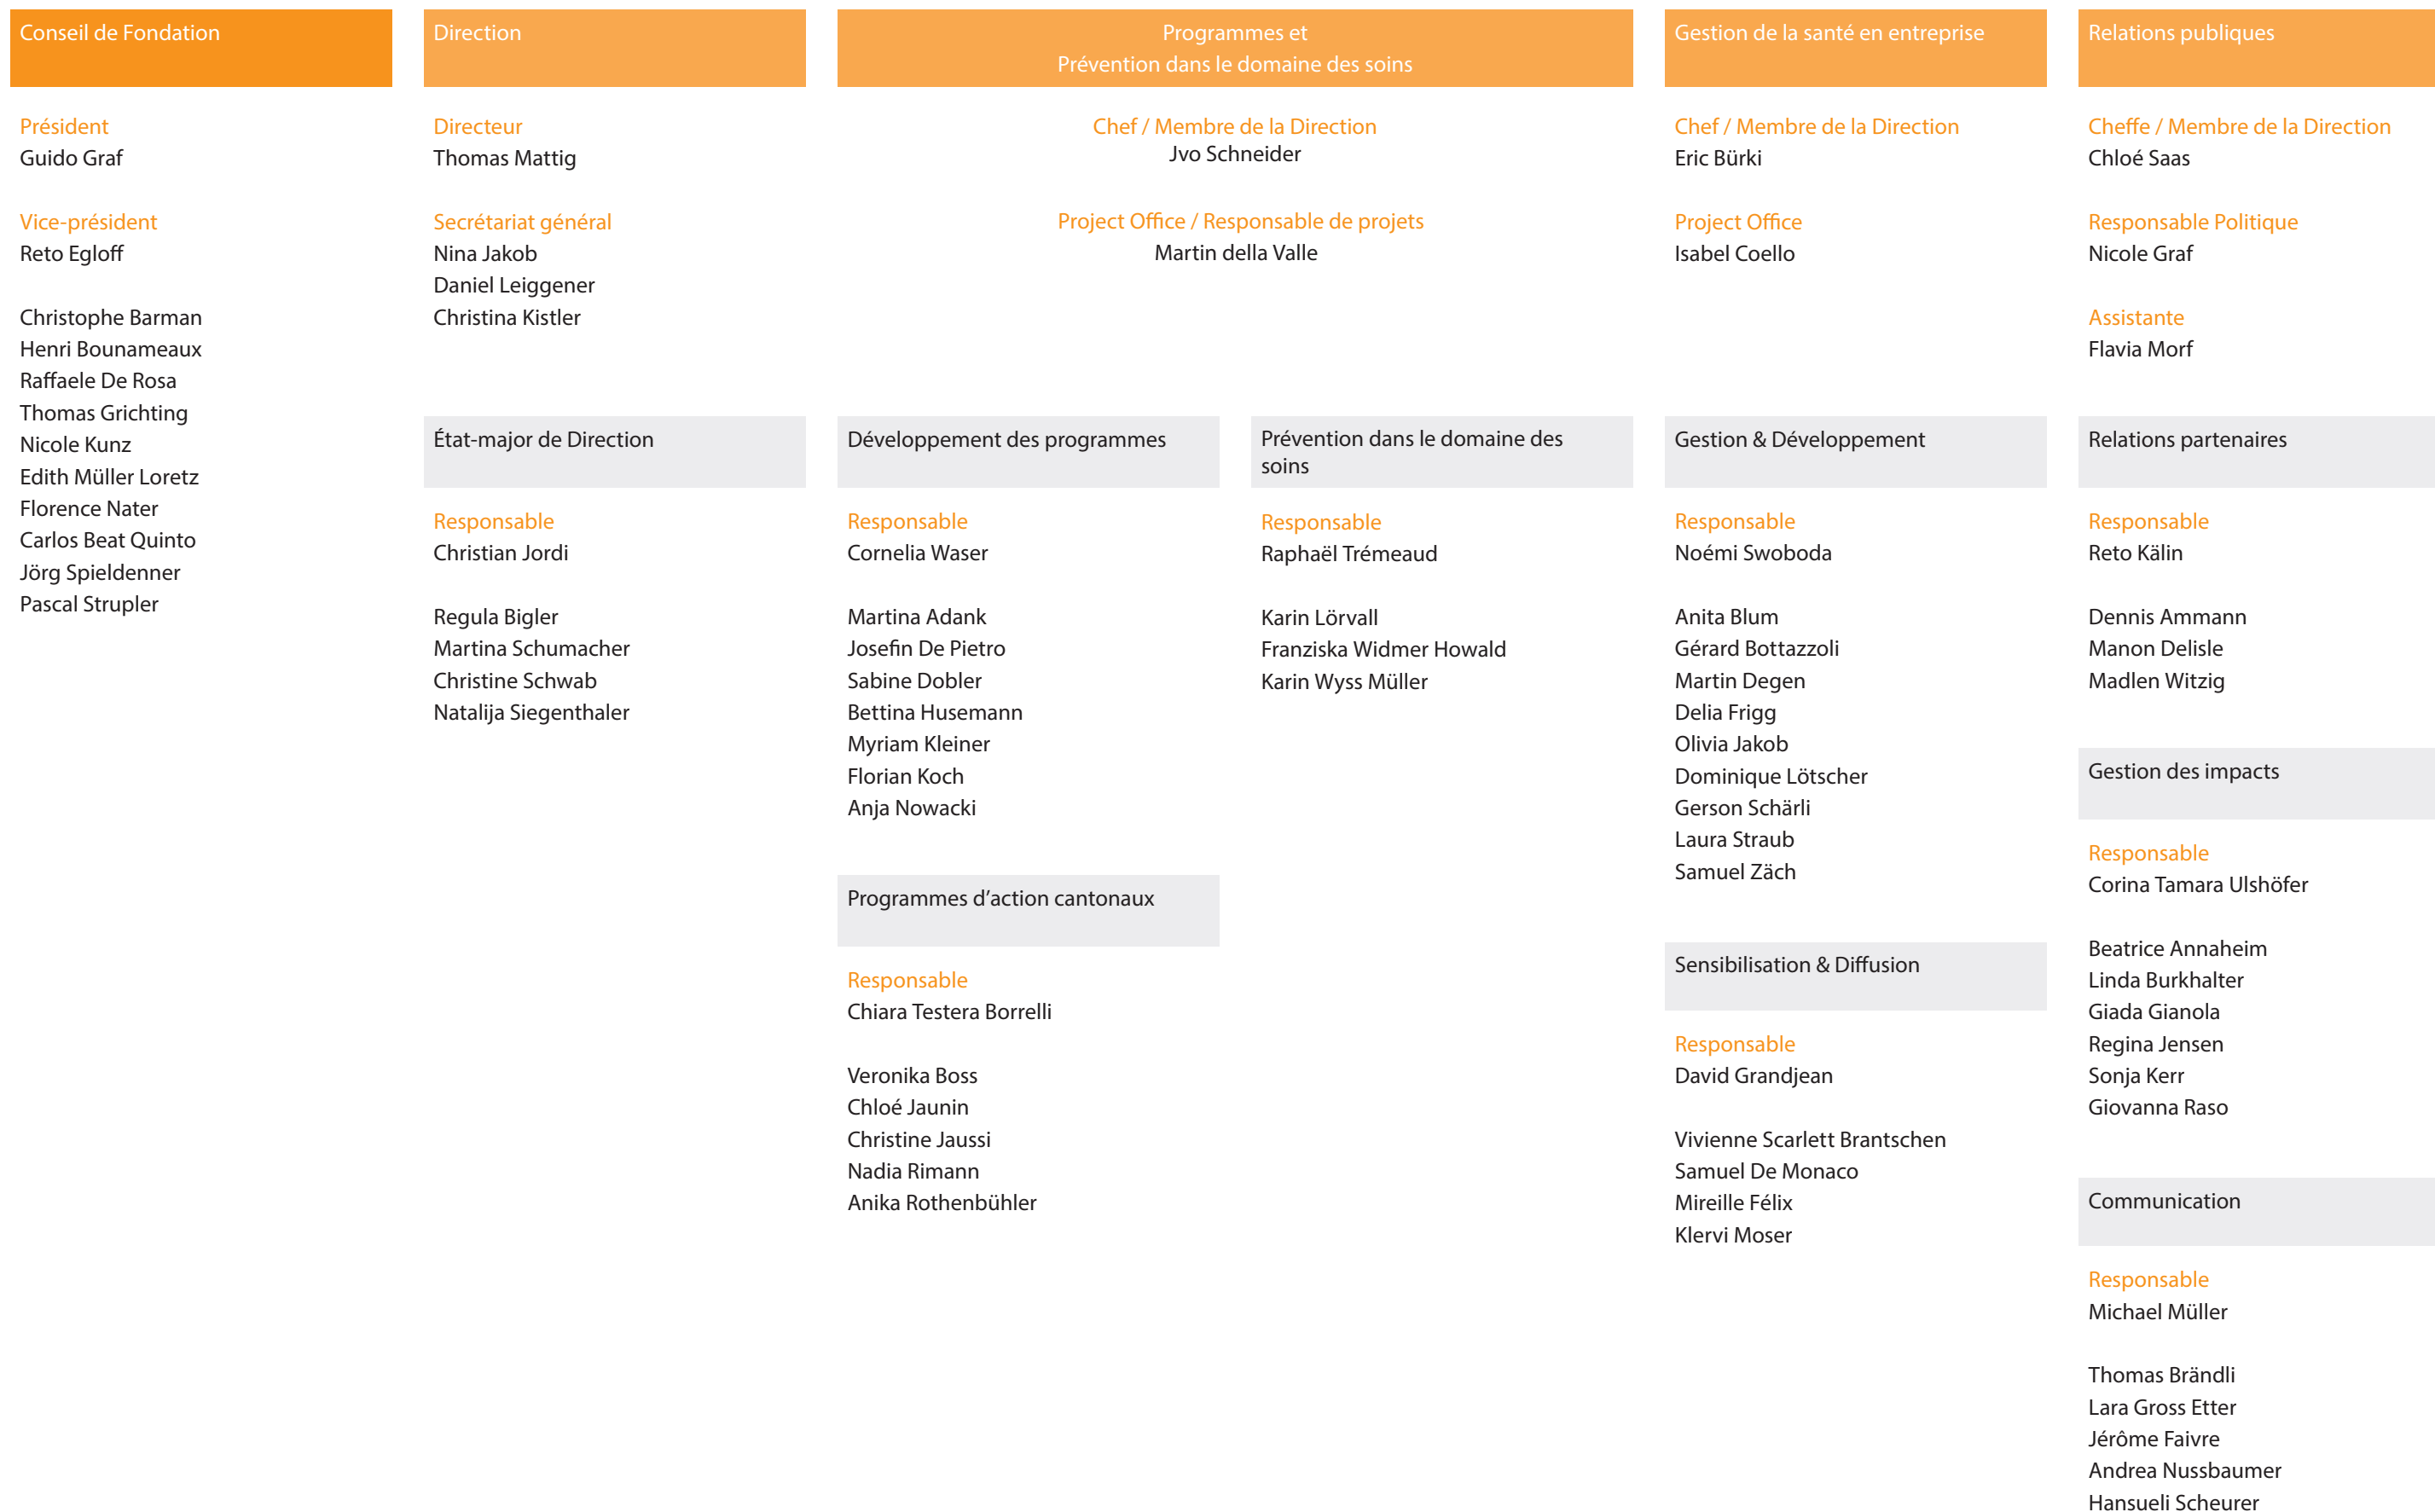 Conseil de Fondation
Président
Guido Graf
Vice-président
Reto Egloff
Christophe Barman
Henri Bounameaux
Raffaele De Rosa
Thomas Grichting
Nicole Kunz
Edith Müller Loretz
Florence Nater
Carlos Beat Quinto
Jörg Spieldenner
Pascal Strupler
Direction
Directeur
Thomas Mattig
Secrétariat général
Nina Jakob
Daniel Leiggener
Christina Kistler
État-major de Direction
Responsable
Christian Jordi
Regula Bigler
Martina Schumacher
Christine Schwab
Natalija Siegenthaler
Programmes et
Prévention dans le domaine des soins
Chef / Membre de la Direction
Jvo Schneider
Project Office / Responsable de projets
Martin della Valle
Développement des programmes
Responsable
Cornelia Waser
Martina Adank
Josefin De Pietro
Sabine Dobler
Bettina Husemann
Myriam Kleiner
Florian Koch
Anja Nowacki
Programmes d’action cantonaux
Responsable
Chiara Testera Borrelli
Veronika Boss
Chloé Jaunin
Christine Jaussi
Nadia Rimann
Anika Rothenbühler
Prévention dans le domaine des
soins
Responsable
Raphaël Trémeaud
Karin Lörvall
Franziska Widmer Howald
Karin Wyss Müller
Gestion de la santé en entreprise
Chef / Membre de la Direction
Eric Bürki
Project Office
Isabel Coello
Gestion & Développement
Responsable
Noémi Swoboda
Anita Blum
Gérard Bottazzoli
Martin Degen
Delia Frigg
Olivia Jakob
Dominique Lötscher
Gerson Schärli
Laura Straub
Samuel Zäch
Sensibilisation & Diffusion
Responsable
David Grandjean
Vivienne Scarlett Brantschen
Samuel De Monaco
Mireille Félix
Klervi Moser
Relations publiques
Cheffe / Membre de la Direction
Chloé Saas
Responsable Politique
Nicole Graf
Assistante
Flavia Morf
Relations partenaires
Responsable
Reto Kälin
Dennis Ammann
Manon Delisle
Madlen Witzig
Gestion des impacts
Responsable
Corina Tamara Ulshöfer
Beatrice Annaheim
Linda Burkhalter
Giada Gianola
Regina Jensen
Sonja Kerr
Giovanna Raso
Communication
Responsable
Michael Müller
Thomas Brändli
Lara Gross Etter
Jérôme Faivre
Andrea Nussbaumer
Hansueli Scheurer